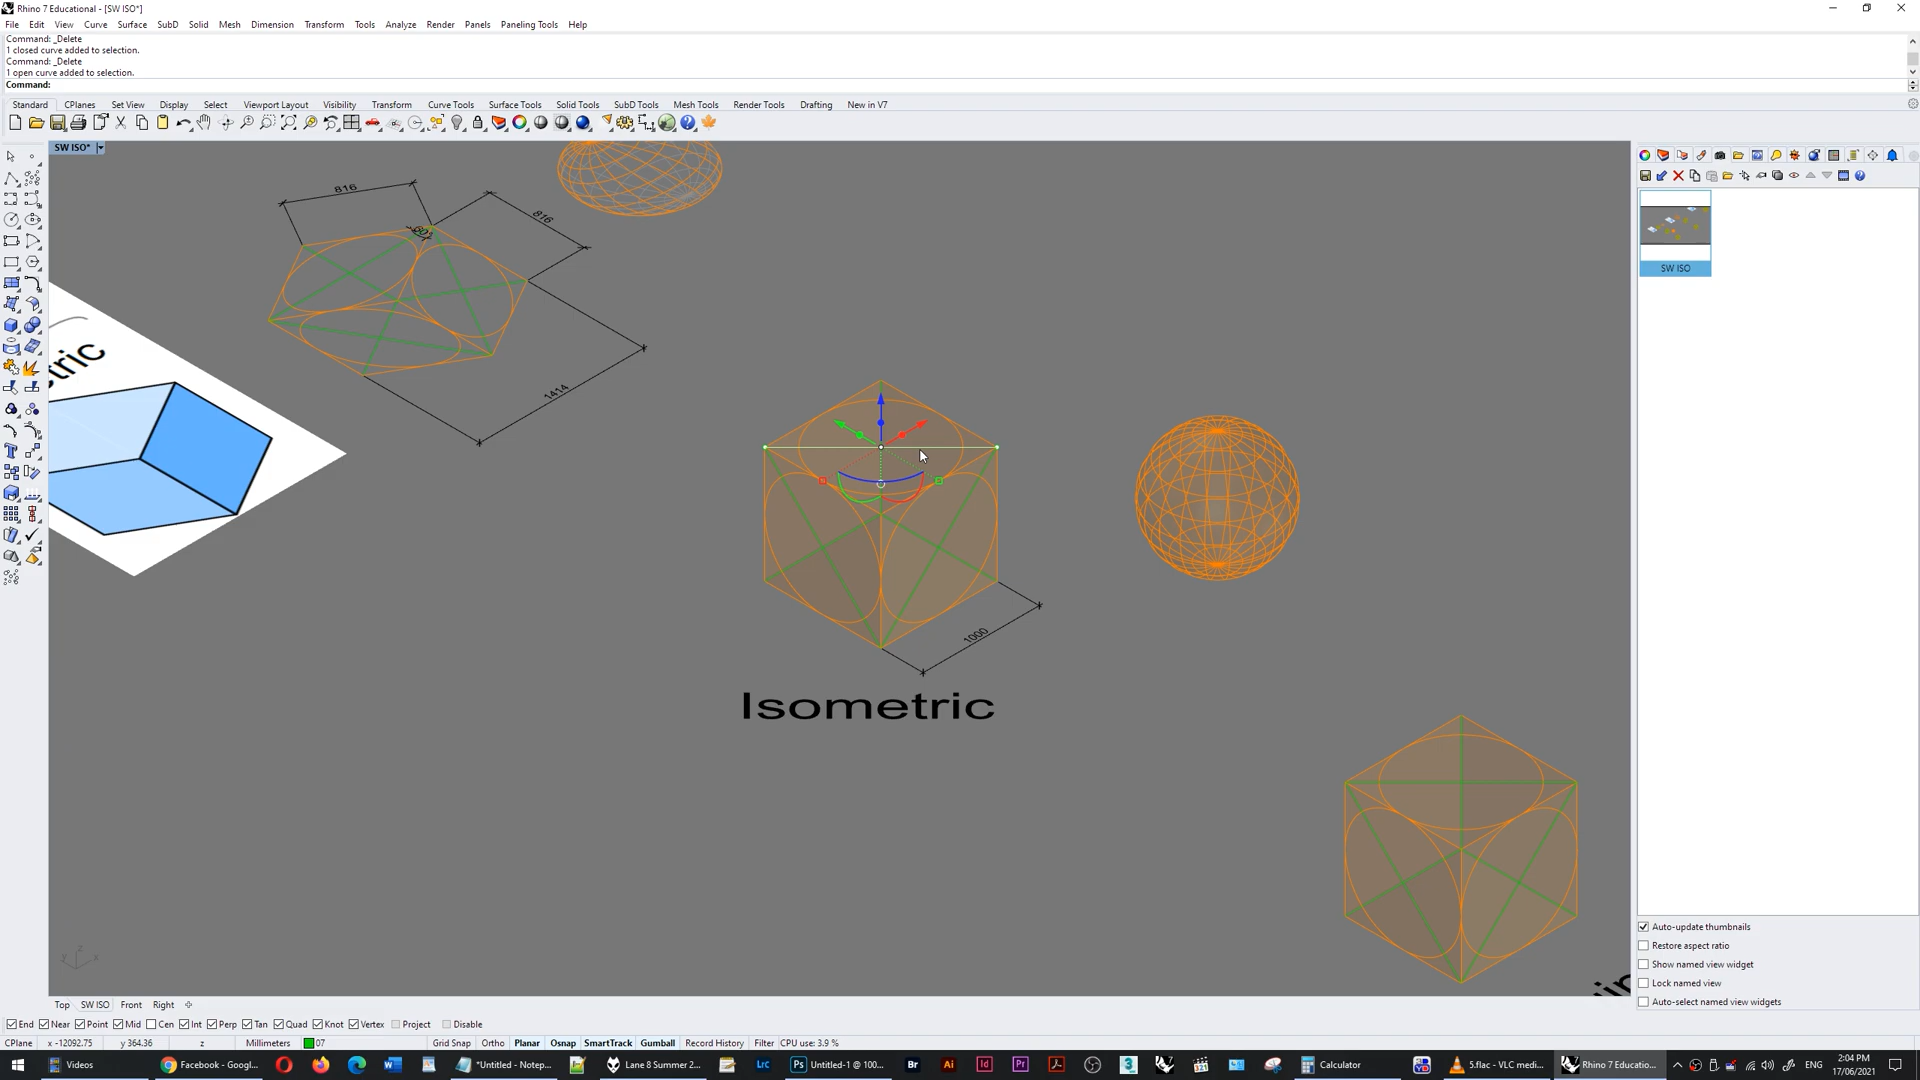 Rhino 7 Educational - [SW ISO*]
File Edit View Curve Surface SubD Solid Mesh Dimension Transform Tools Analyze Render Panels Paneling Tools Help
Command: _Delete
1 closed curve added to selection.
Command: _Delete
1 open curve added to selection.
Command:
Standard CPlanes Set View Display Select Viewport Layout Visibility Transform Curve Tools Surface Tools Solid Tools SubD Tools Mesh Tools Render Tools Drafting New in V7
SW ISO*
816
816
1414
tric
SW ISO
1000
Isometric
z
y x
Auto-update thumbnails
Restore aspect ratio
Show named view widget
Lock named view
Auto-select named view widgets
Top SW ISO Front Right
End Near Point Mid Cen Int Perp Tan Quad Knot Vertex Project Disable
CPlane x -12092.75 y 364.36 z Millimeters 07 Grid Snap Ortho Planar Osnap SmartTrack Gumball Record History Filter CPU use: 3.9 %
Videos Facebook - Googl... *Untitled - Notep... Lane 8 Summer 2... Untitled-1 @ 100... Calculator 5.flac - VLC medi... Rhino 7 Educatio... ENG 2:04 PM
17/06/2021